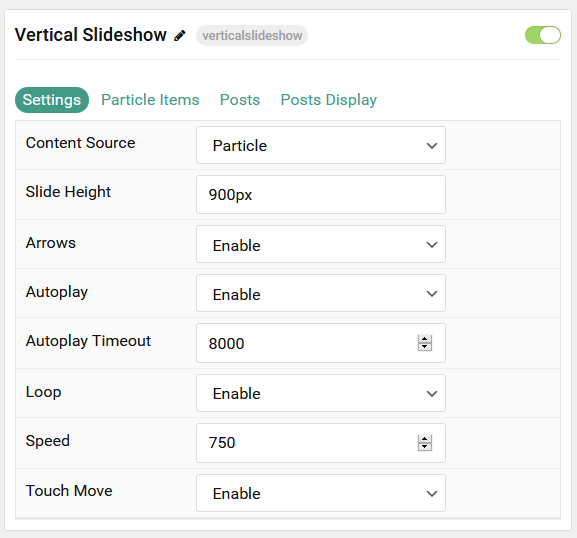 Vertical Slideshow verticalslideshow
Settings Particle Items Posts Posts Display
Content Source Particle
Slide Height 900px
Arrows Enable
Autoplay Enable
Autoplay Timeout 8000
Loop Enable
Speed 750
Touch Move Enable